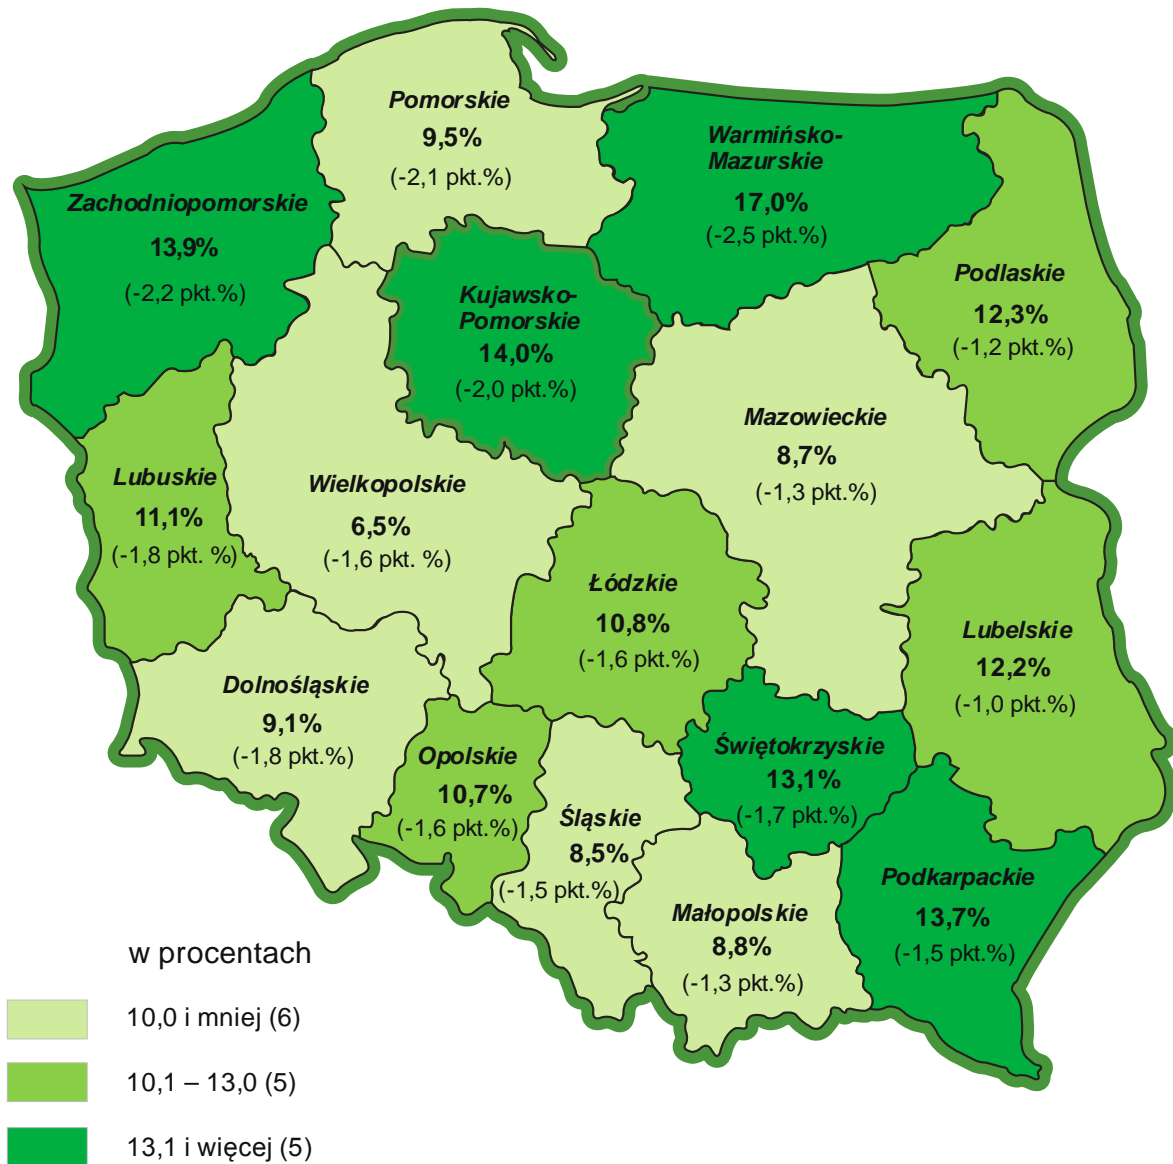 Pomorskie
9,5%
(-2,1 pkt.%)
Warmińsko-
Mazurskie
17,0%
(-2,5 pkt.%)
Zachodniopomorskie
13,9%
(-2,2 pkt.%)
Podlaskie
12,3%
(-1,2 pkt.%)
Kujawsko-
Pomorskie
14,0%
(-2,0 pkt.%)
Mazowieckie
8,7%
(-1,3 pkt.%)
Lubuskie
11,1%
(-1,8 pkt. %)
Wielkopolskie
6,5%
(-1,6 pkt. %)
Łódzkie
10,8%
(-1,6 pkt.%)
Lubelskie
12,2%
(-1,0 pkt.%)
Dolnośląskie
9,1%
(-1,8 pkt.%)
Opolskie
10,7%
(-1,6 pkt.%)
Świętokrzyskie
13,1%
(-1,7 pkt.%)
Śląskie
8,5%
(-1,5 pkt.%)
Małopolskie
8,8%
(-1,3 pkt.%)
Podkarpackie
13,7%
(-1,5 pkt.%)
w procentach
10,0 i mniej (6)
10,1 – 13,0 (5)
13,1 i więcej (5)